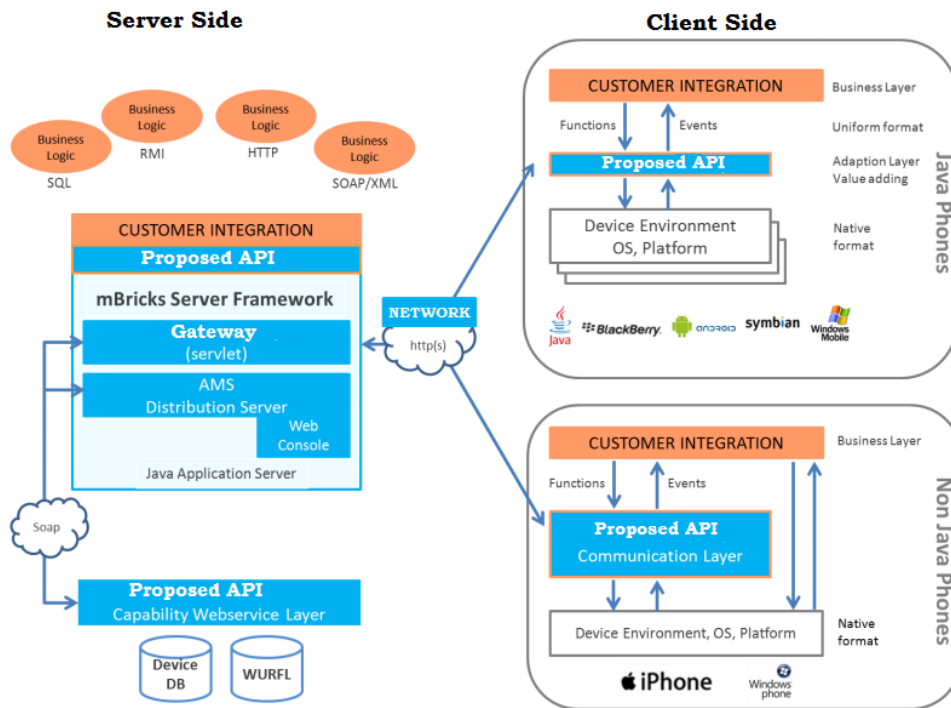 Server Side
Business
Logic
SQL
Business
Logic
RMI
Business
Logic
HTTP
Business
Logic
SOAP/XML
CUSTOMER INTEGRATION
Proposed API
mBricks Server Framework
Gateway
(servlet)
AMS
Distribution Server
Web
Console
Java Application Server
Soap
Proposed API
Capability Webservice Layer
Device
DB
WURFL
NETWORK
http(s)
Client Side
CUSTOMER INTEGRATION
Business Layer
Functions
Events
Uniform format
Proposed API
Adaption Layer
Value adding
Device Environment
OS, Platform
Native
format
Java Phones
Java
BlackBerry.
ANDROID
symbian
Windows
Mobile
CUSTOMER INTEGRATION
Business Layer
Functions
Events
Proposed API
Communication Layer
Device Environment, OS, Platform
Native
format
Non Java Phones
iPhone
Windows
phone